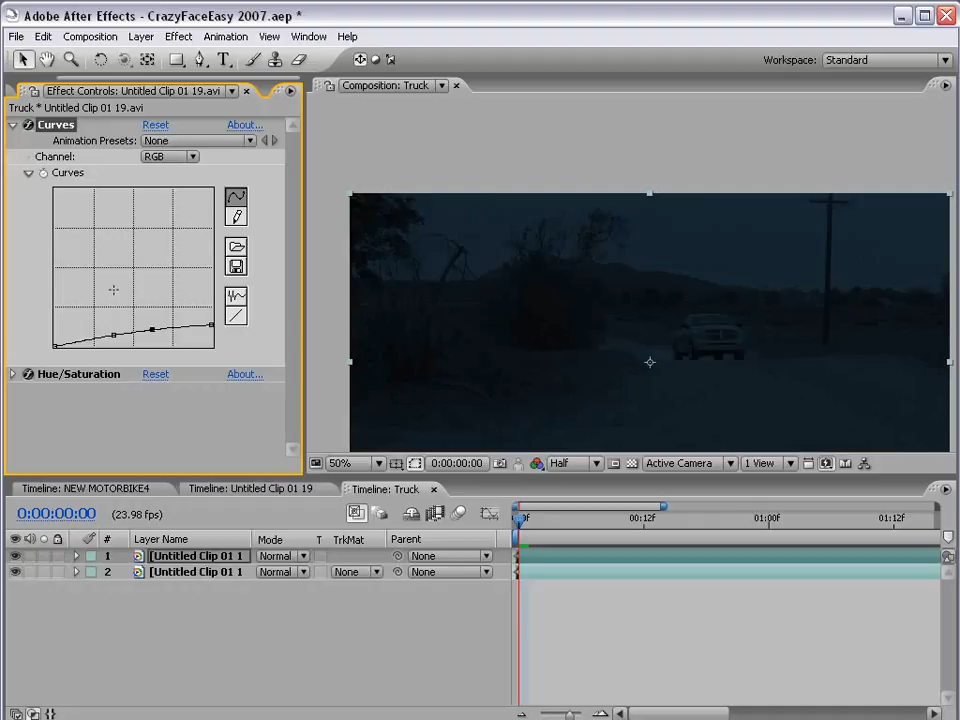 Adobe After Effects - CrazyFaceEasy 2007.aep *
File Edit Composition Layer Effect Animation View Window Help
Workspace: Standard
Effect Controls: Untitled Clip 01 19.avi
Composition: Truck
Truck * Untitled Clip 01 19.avi
Curves Reset About...
Animation Presets: None
Channel: RGB
Curves
Hue/Saturation Reset About...
50% 0:00:00:00 Half Active Camera 1 View
Timeline: NEW MOTORBIKE4 Timeline: Untitled Clip 01 19 Timeline: Truck
0:00:00:00 (23.98 fps)
00:12f 01:00f 01:12f
# Layer Name Mode T TrkMat Parent
1 [Untitled Clip 01 1 Normal None
2 [Untitled Clip 01 1 Normal None None